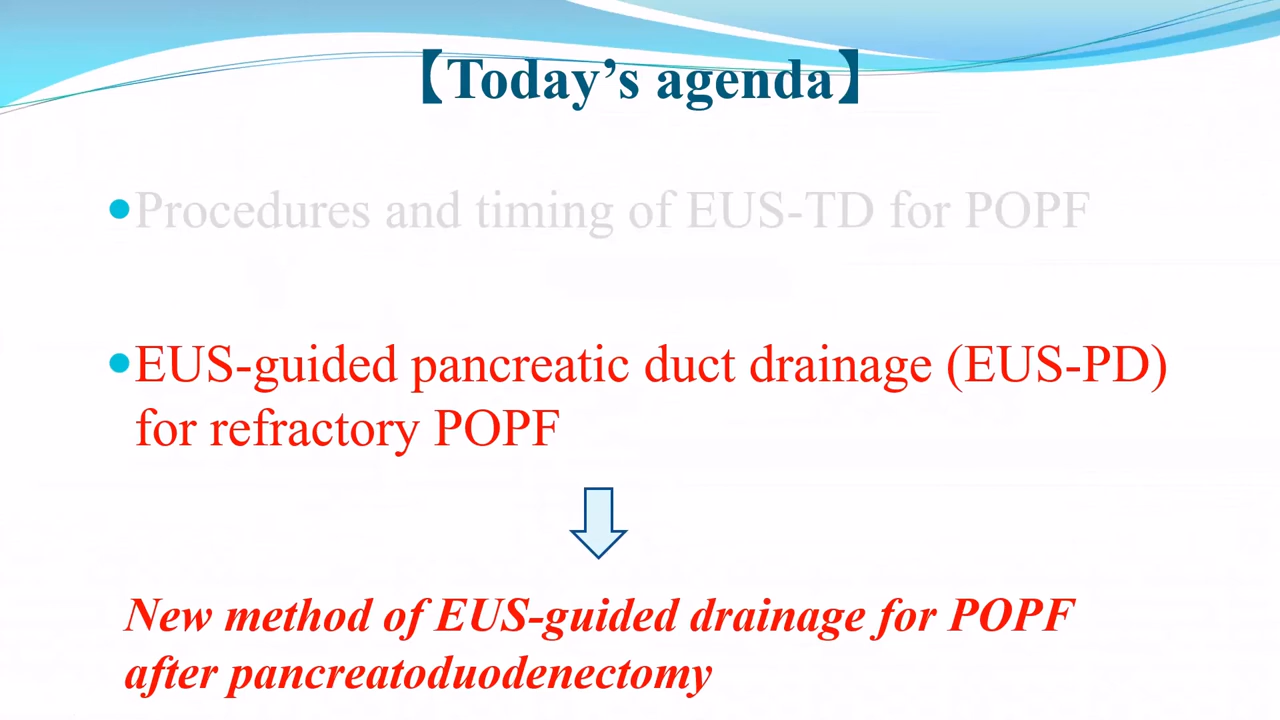 【Today’s agenda】
•Procedures and timing of EUS-TD for POPF
•EUS-guided pancreatic duct drainage (EUS-PD)
for refractory POPF
New method of EUS-guided drainage for POPF
after pancreatoduodenectomy